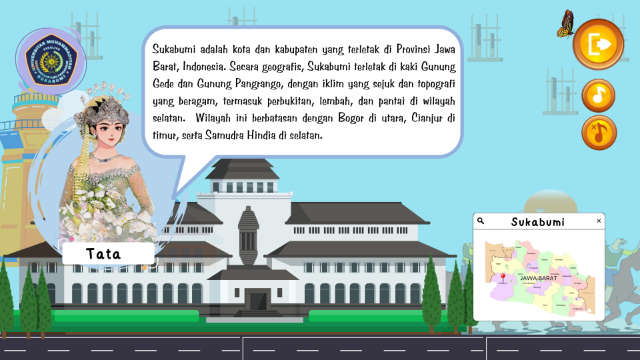 Sukabumi adalah kota dan kabupaten yang terletak di Provinsi Jawa
Barat, Indonesia. Secara geografis, Sukabumi terletak di kaki Gunung
Gede dan Gunung Pangrango, dengan iklim yang sejuk dan topografi
yang beragam, termasuk perbukitan, lembah, dan pantai di wilayah
selatan. Wilayah ini berbatasan dengan Bogor di utara, Cianjur di
timur, serta Samudra Hindia di selatan.
Tata
Sukabumi
JAWA BARAT